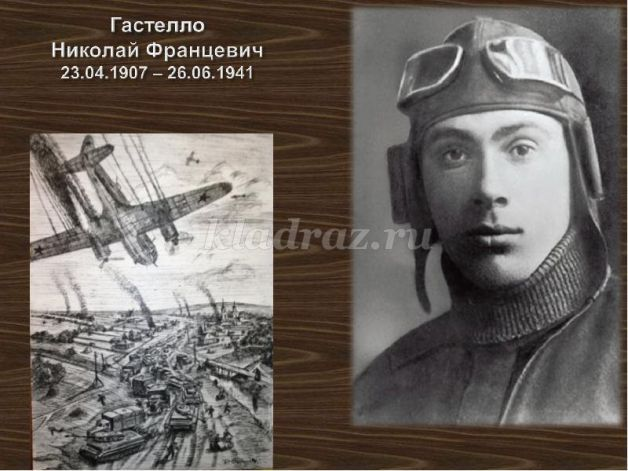 Гастелло
Николай Францевич
23.04.1907 – 26.06.1941
kladraz.ru